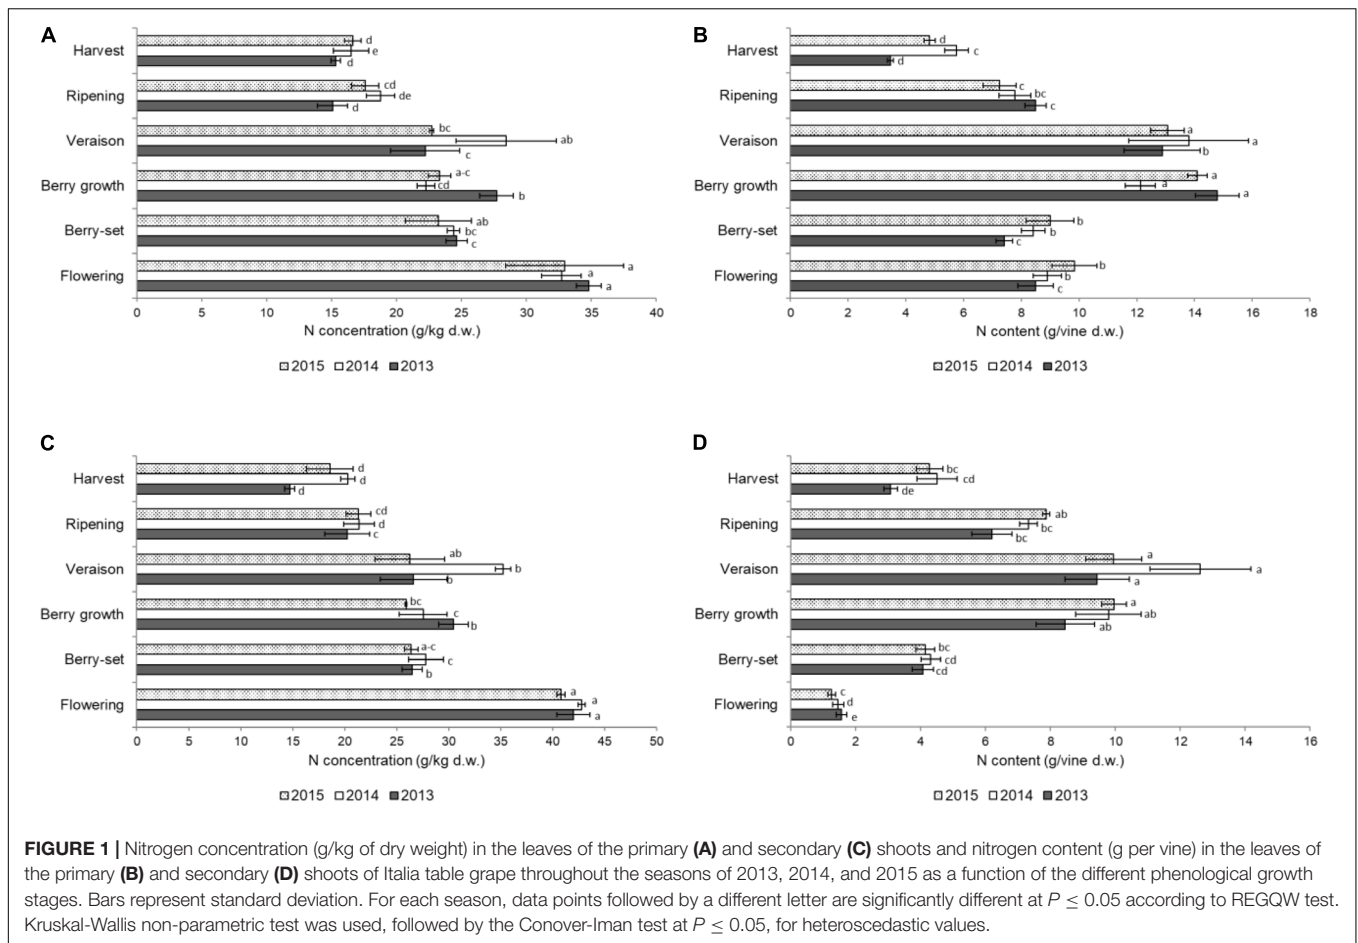 A
Harvest
d
e
d
Ripening
cd
de
d
Veraison
bc
ab
c
Berry growth
a-c
cd
b
Berry-set
ab
bc
c
Flowering
a
a
a
0 5 10 15 20 25 30 35 40
N concentration (g/kg d.w.)
2015 2014 2013
B
Harvest
d
c
d
Ripening
c
bc
c
Veraison
a
a
b
Berry growth
a
a
a
Berry-set
b
b
c
Flowering
b
b
c
0 2 4 6 8 10 12 14 16 18
N content (g/vine d.w.)
2015 2014 2013
C
Harvest
d
d
d
Ripening
cd
d
c
Veraison
ab
b
b
Berry growth
bc
c
b
Berry-set
a-c
c
b
Flowering
a
a
a
0 5 10 15 20 25 30 35 40 45 50
N concentration (g/kg d.w.)
2015 2014 2013
D
Harvest
bc
cd
de
Ripening
ab
bc
bc
Veraison
a
a
a
Berry growth
a
ab
ab
Berry-set
bc
cd
cd
Flowering
c
d
e
0 2 4 6 8 10 12 14 16
N content (g/vine d.w.)
2015 2014 2013
FIGURE 1 | Nitrogen concentration (g/kg of dry weight) in the leaves of the primary (A) and secondary (C) shoots and nitrogen content (g per vine) in the leaves of
the primary (B) and secondary (D) shoots of Italia table grape throughout the seasons of 2013, 2014, and 2015 as a function of the different phenological growth
stages. Bars represent standard deviation. For each season, data points followed by a different letter are significantly different at P ≤ 0.05 according to REGQW test.
Kruskal-Wallis non-parametric test was used, followed by the Conover-Iman test at P ≤ 0.05, for heteroscedastic values.